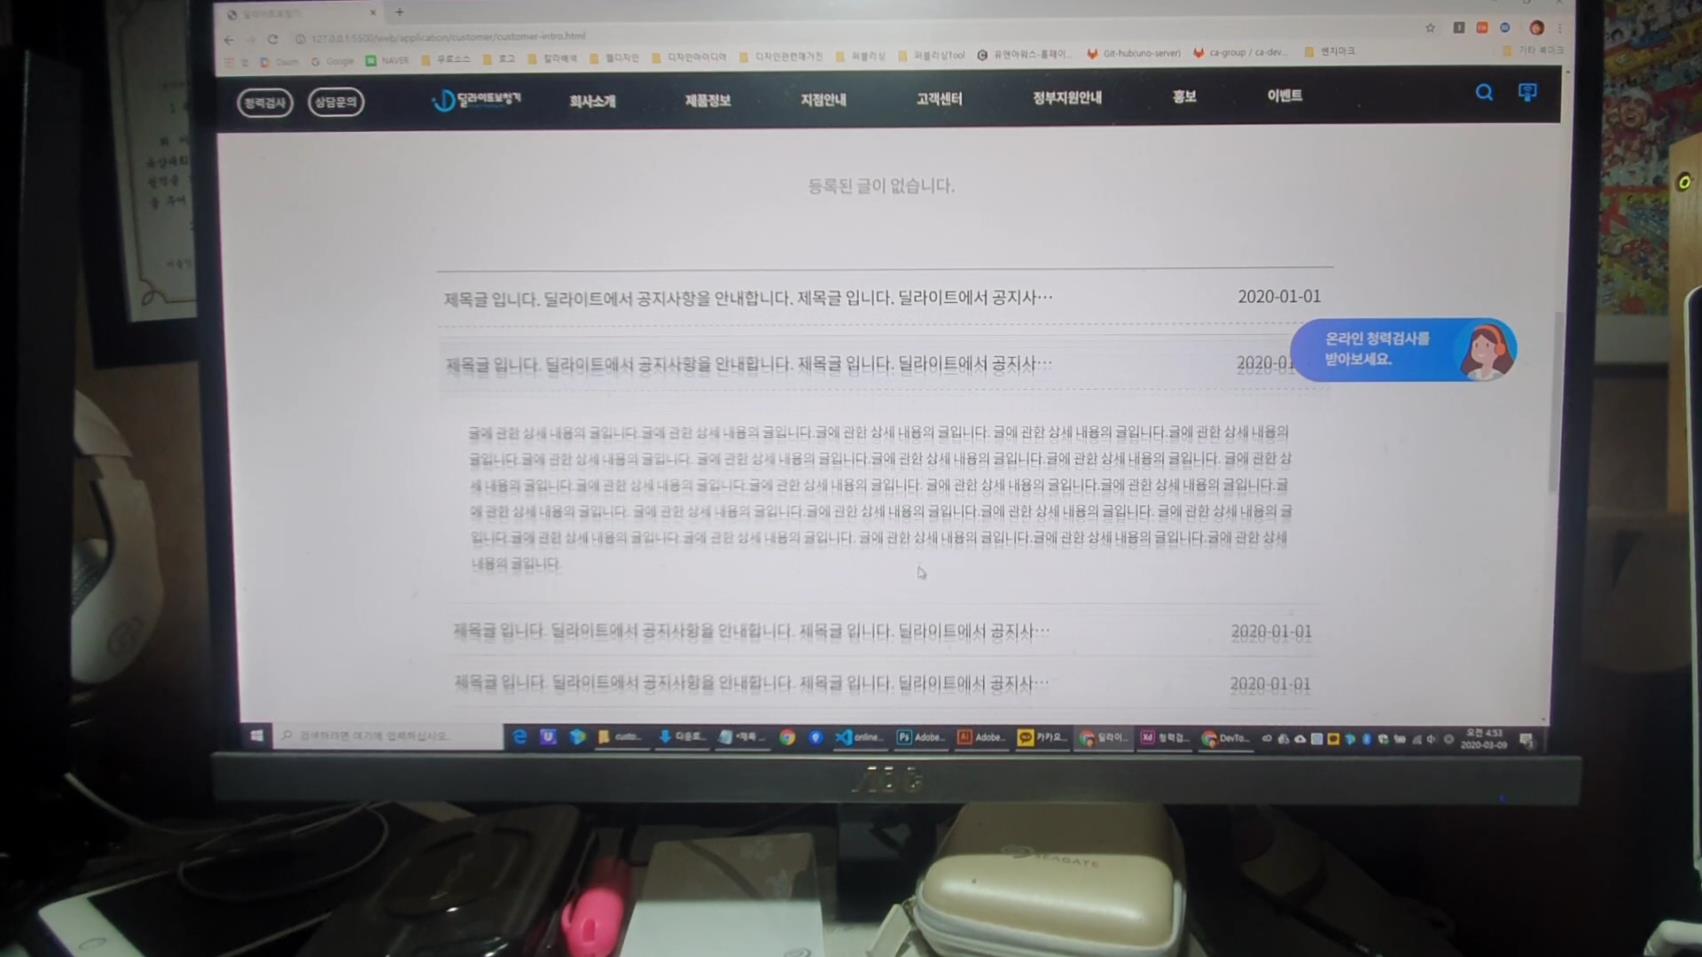 딜라이트보청기
127.0.0.1:5500/web/application/customer/customer-intro.html
앱 Daum Google NAVER 무료소스 로고 칼라배색 웹디자인 디자인아이디어 디자인관련매거진 퍼블리싱 퍼블리싱Tool 유앤아워스-홈페이... Git-hub(uno-server) ca-group / ca-dev... 벤치마크 기타 북마크
청력검사 상담문의 딜라이트보청기 회사소개 제품정보 지점안내 고객센터 정부지원안내 홍보 이벤트
등록된 글이 없습니다.
제목글 입니다. 딜라이트에서 공지사항을 안내합니다. 제목글 입니다. 딜라이트에서 공지사… 2020-01-01
온라인 청력검사를
받아보세요.
제목글 입니다. 딜라이트에서 공지사항을 안내합니다. 제목글 입니다. 딜라이트에서 공지사… 2020-01
글에 관한 상세 내용의 글입니다.글에 관한 상세 내용의 글입니다.글에 관한 상세 내용의 글입니다. 글에 관한 상세 내용의 글입니다.글에 관한 상세 내용의
글입니다.글에 관한 상세 내용의 글입니다. 글에 관한 상세 내용의 글입니다.글에 관한 상세 내용의 글입니다.글에 관한 상세 내용의 글입니다. 글에 관한 상
세 내용의 글입니다.글에 관한 상세 내용의 글입니다.글에 관한 상세 내용의 글입니다. 글에 관한 상세 내용의 글입니다.글에 관한 상세 내용의 글입니다.글
에 관한 상세 내용의 글입니다. 글에 관한 상세 내용의 글입니다.글에 관한 상세 내용의 글입니다.글에 관한 상세 내용의 글입니다. 글에 관한 상세 내용의 글
입니다.글에 관한 상세 내용의 글입니다.글에 관한 상세 내용의 글입니다. 글에 관한 상세 내용의 글입니다.글에 관한 상세 내용의 글입니다.글에 관한 상세
내용의 글입니다.
제목글 입니다. 딜라이트에서 공지사항을 안내합니다. 제목글 입니다. 딜라이트에서 공지사… 2020-01-01
제목글 입니다. 딜라이트에서 공지사항을 안내합니다. 제목글 입니다. 딜라이트에서 공지사… 2020-01-01
검색하려면 여기에 입력하십시오. custo... 다운로... online... Adobe... Adobe... 카카오... 딜라이... 청력검... DevTo... 오전 4:53
2020-03-09
AOC
SEAGATE